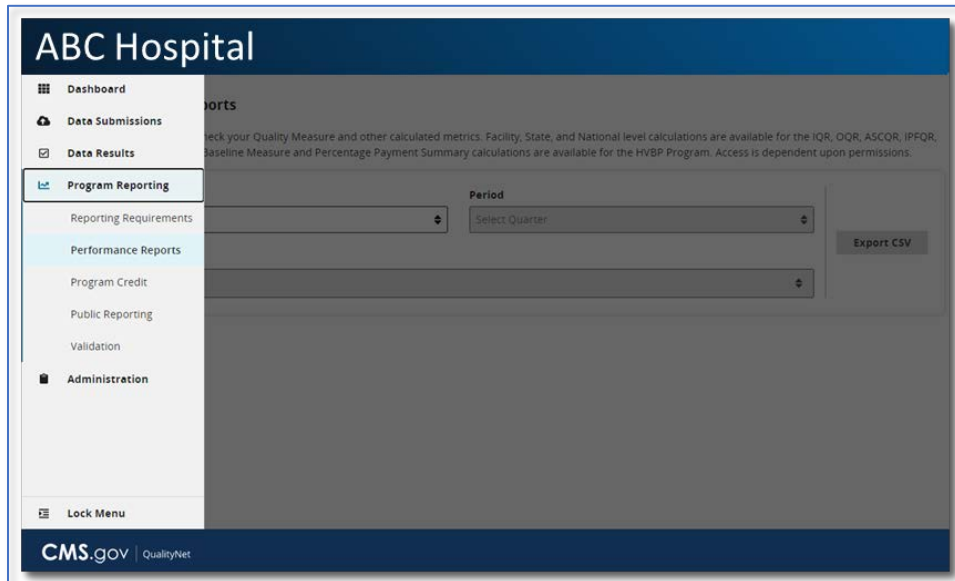 ABC Hospital
Dashboard
Data Submissions
Data Results
Program Reporting
Reporting Requirements
Performance Reports
Program Credit
Public Reporting
Validation
Administration
Lock Menu
your Quality Measure and other calculated metrics. Facility, State, and National level calculations are available for the IQR, OQR, ASCQR, IPFQR,
Baseline Measure and Percentage Payment Summary calculations are available for the HVBP Program. Access is dependent upon permissions.
Period
Select Quarter
Export CSV
CMS.gov | QualityNet